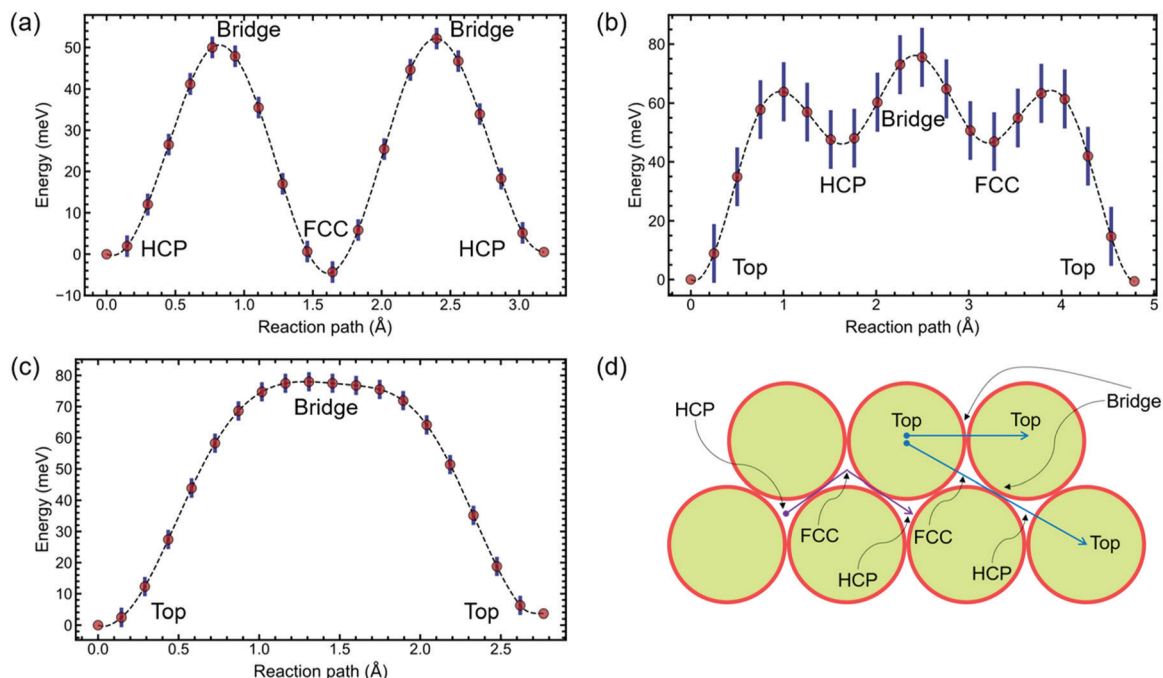 (a)
Energy (meV)
50
40
30
20
10
0
−10
Bridge
Bridge
HCP
FCC
HCP
0.0 0.5 1.0 1.5 2.0 2.5 3.0
Reaction path (Å)
(b)
Energy (meV)
80
60
40
20
0
Bridge
HCP
FCC
Top
Top
0 1 2 3 4 5
Reaction path (Å)
(c)
Energy (meV)
80
70
60
50
40
30
20
10
0
Bridge
Top
Top
0.0 0.5 1.0 1.5 2.0 2.5
Reaction path (Å)
(d)
HCP
Top
Top
Bridge
FCC
HCP
FCC
HCP
Top